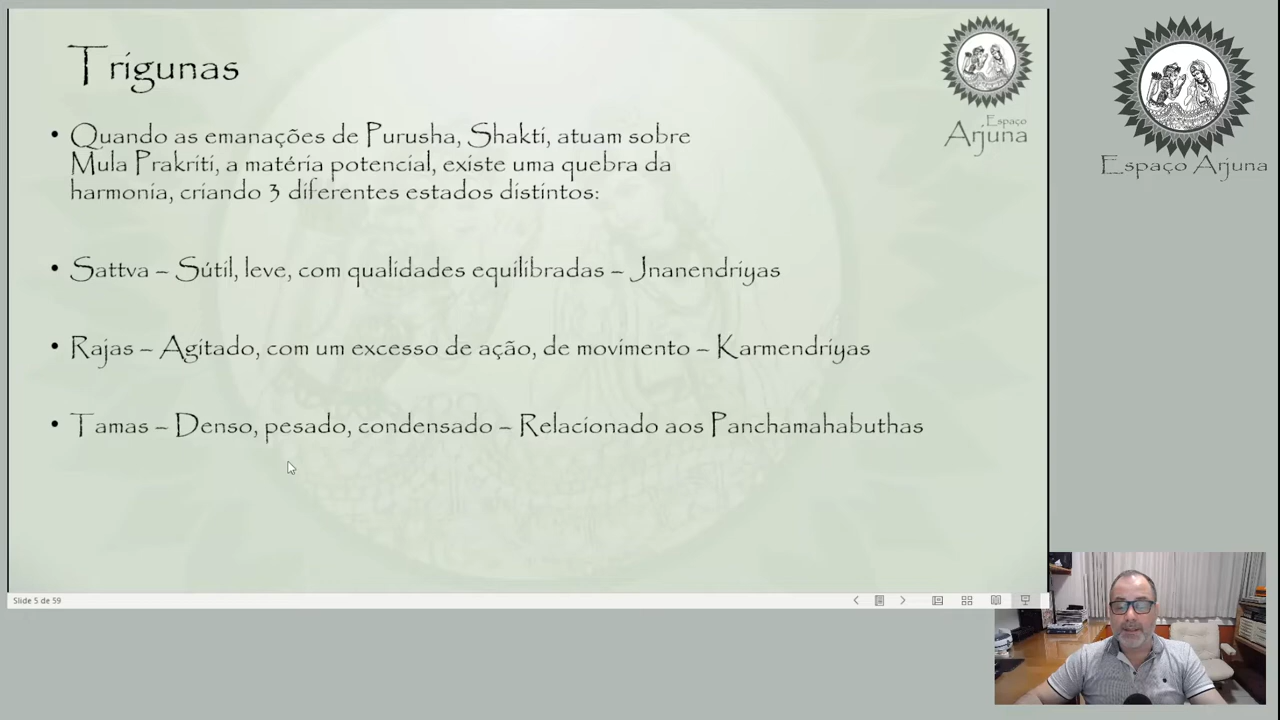 Trigunas
• Quando as emanações de Purusha, Shakti, atuam sobre
Mula Prakriti, a matéria potencial, existe uma quebra da
harmonia, criando 3 diferentes estados distintos:
• Sattva – Sútil, leve, com qualidades equilibradas – Jnanendriyas
• Rajas – Agitado, com um excesso de ação, de movimento – Karmendriyas
• Tamas – Denso, pesado, condensado – Relacionado aos Panchamahabuthas
Espaço
Arjuna
Espaço Arjuna
Slide 5 de 59